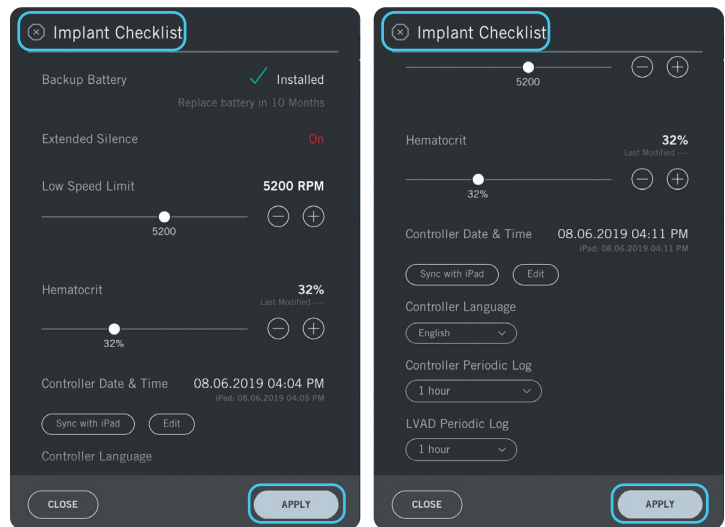 Implant Checklist
Backup Battery Installed
Replace battery in 10 Months
Extended Silence On
Low Speed Limit 5200 RPM
5200
Hematocrit 32%
Last Modified ----
32%
Controller Date & Time 08.06.2019 04:04 PM
iPad: 08.06.2019 04:05 PM
Sync with iPad Edit
Controller Language
CLOSE APPLY
Implant Checklist
5200
Hematocrit 32%
Last Modified ----
32%
Controller Date & Time 08.06.2019 04:11 PM
iPad: 08.06.2019 04:11 PM
Sync with iPad Edit
Controller Language
English
Controller Periodic Log
1 hour
LVAD Periodic Log
1 hour
CLOSE APPLY